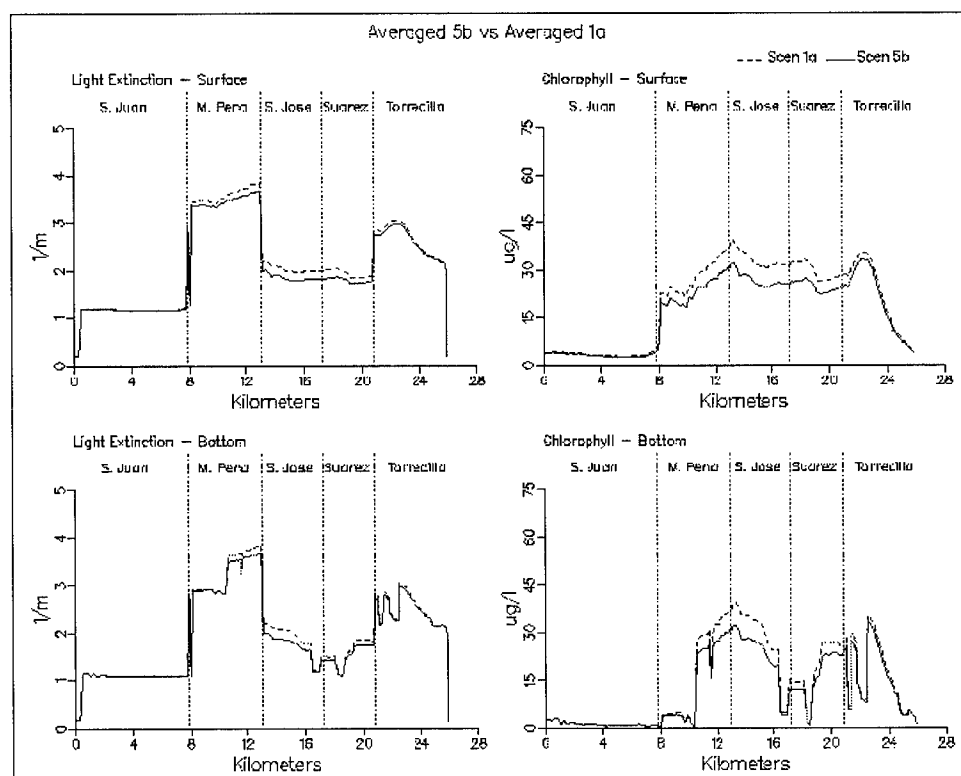 Averaged 5b vs Averaged 1a
Scen 1a Scen 5b
Light Extinction – Surface
S. Juan M. Pena S. Jose Suarez Torrecilla
1/m
0 1 2 3 4 5
0 4 8 12 16 20 24 28
Kilometers
Chlorophyll – Surface
S. Juan M. Pena S. Jose Suarez Torrecilla
ug/l
0 15 30 45 60 75
0 4 8 12 16 20 24 28
Kilometers
Light Extinction – Bottom
S. Juan M. Pena S. Jose Suarez Torrecilla
1/m
0 1 2 3 4 5
0 4 8 12 16 20 24 28
Kilometers
Chlorophyll – Bottom
S. Juan M. Pena S. Jose Suarez Torrecilla
ug/l
0 15 30 45 60 75
0 4 8 12 16 20 24 28
Kilometers